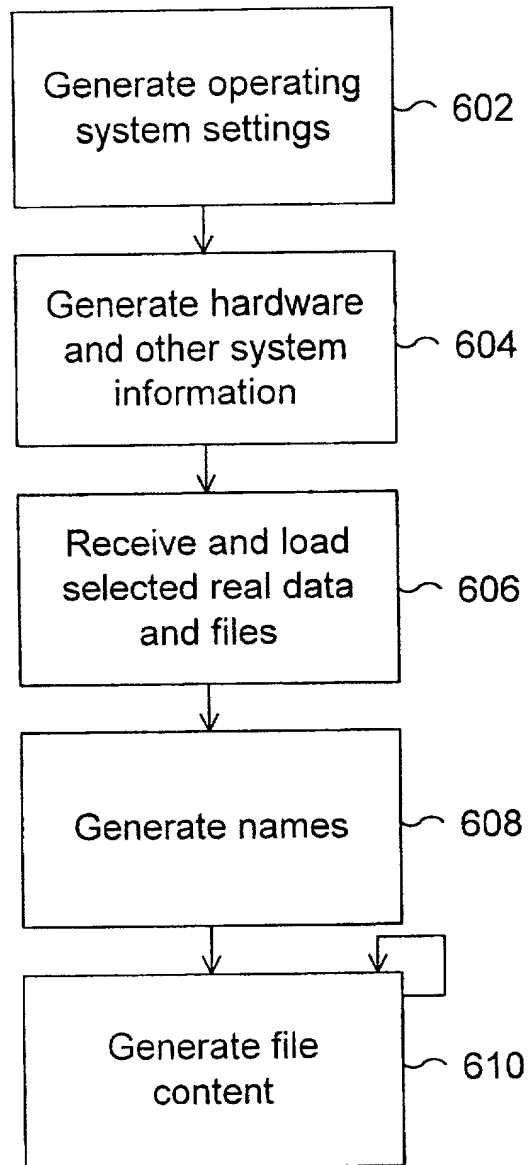 Generate operating
system settings
602
Generate hardware
and other system
information
604
Receive and load
selected real data
and files
606
Generate names
608
Generate file
content
610